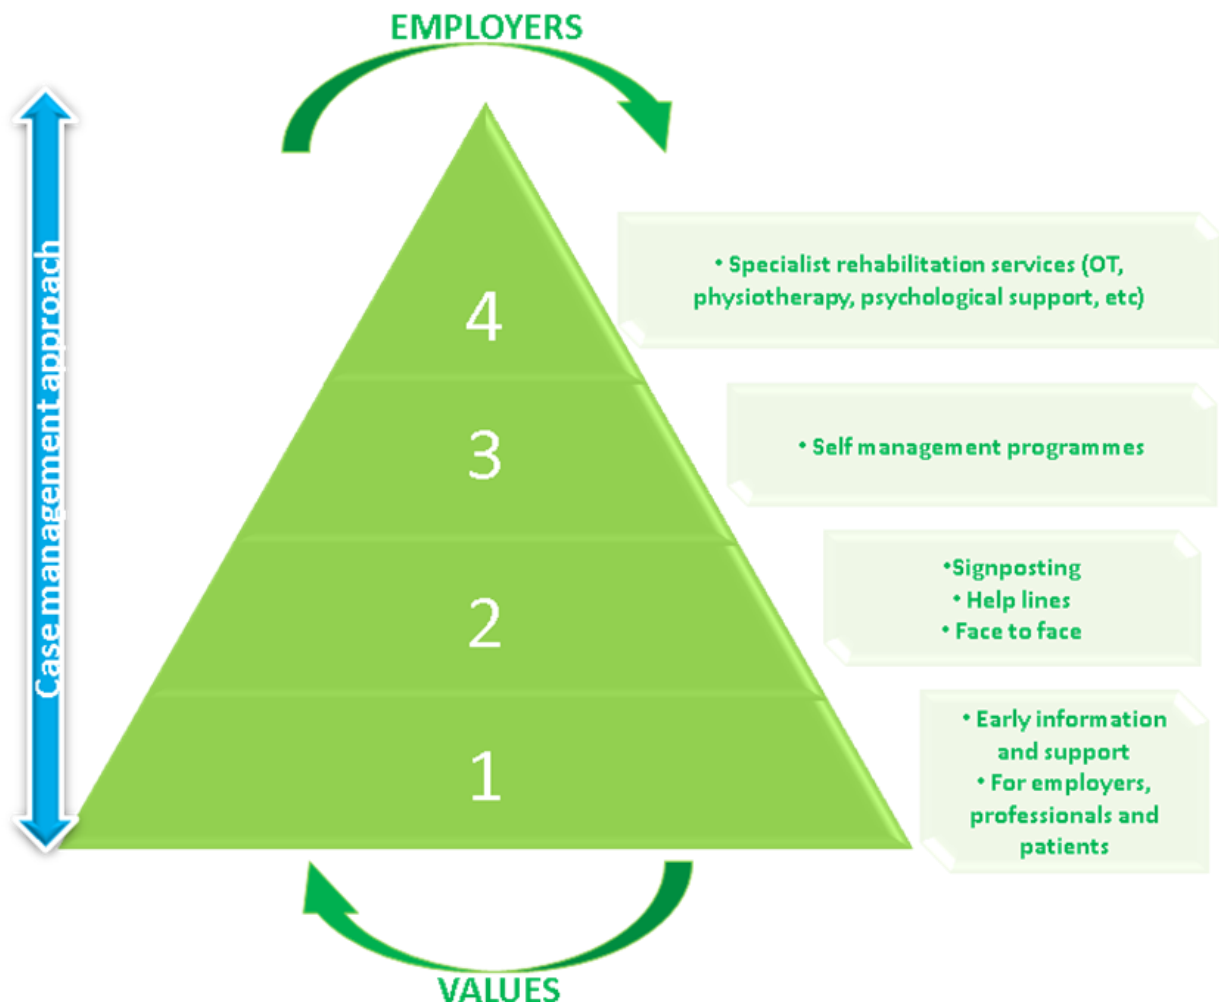 EMPLOYERS
Case management approach
4
• Specialist rehabilitation services (OT,
physiotherapy, psychological support, etc)
3
• Self management programmes
2
•Signposting
• Help lines
• Face to face
1
• Early information
and support
• For employers,
professionals and
patients
VALUES